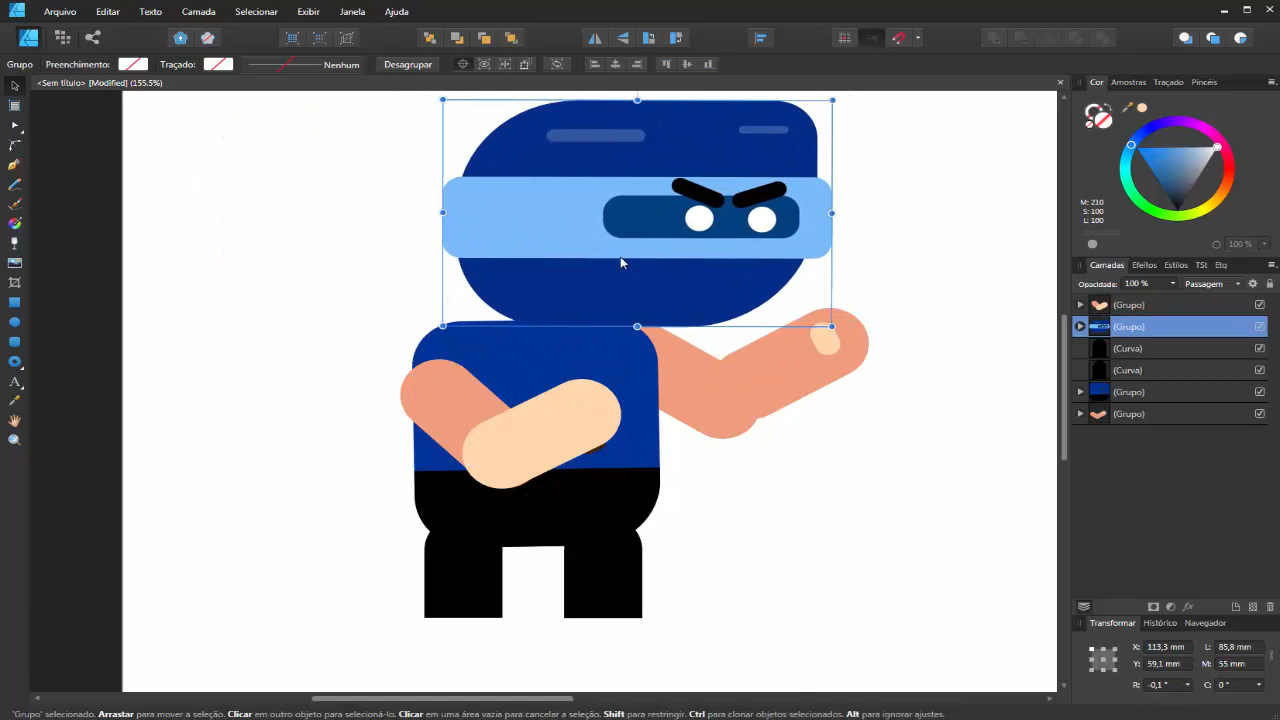 Arquivo Editar Texto Camada Selecionar Exibir Janela Ajuda
Grupo Preenchimento: Traçado: Nenhum Desagrupar
<Sem título> [Modified] (155.5%)
Cor Amostras Traçado Pincéis
M: 210
S: 100
L: 100
100 %
Camadas Efeitos Estilos TSI Etq
Opacidade: 100 % Passagem
(Grupo)
(Grupo)
(Curva)
(Curva)
(Grupo)
(Grupo)
Transformar Histórico Navegador
X: 113,3 mm L: 85,8 mm
Y: 59,1 mm M: 55 mm
R: -0,1 ° C: 0 °
'Grupo' selecionado. Arrastar para mover a seleção. Clicar em outro objeto para selecioná-lo. Clicar em uma área vazia para cancelar a seleção. Shift para restringir. Ctrl para clonar objetos selecionados. Alt para ignorar ajustes.